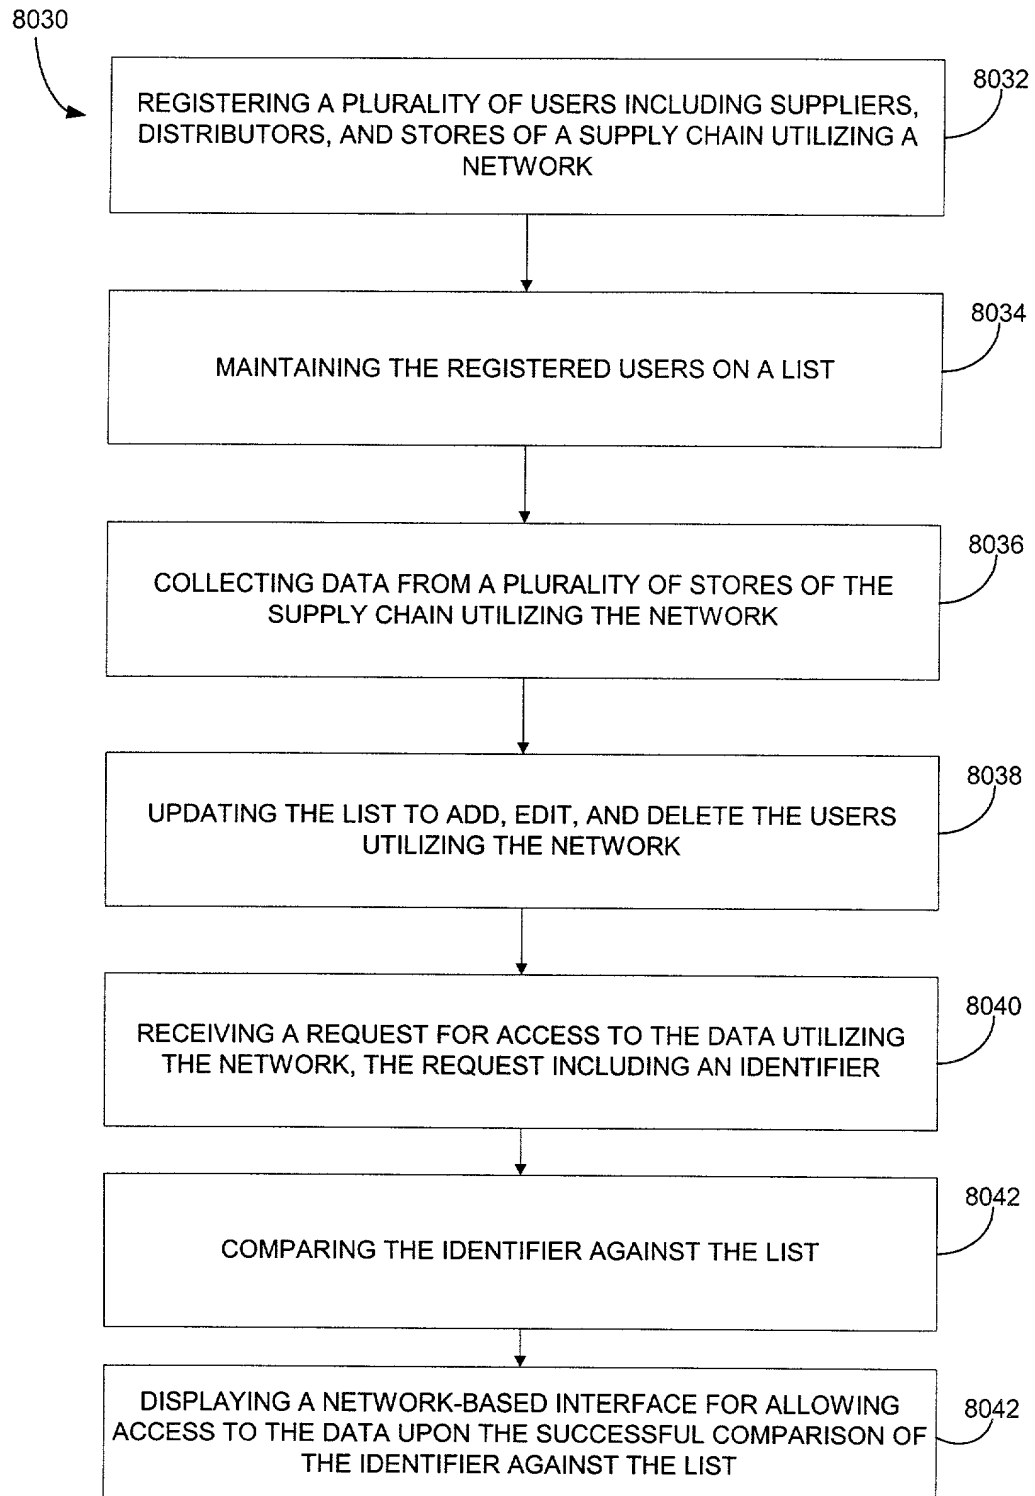 8030
8032
REGISTERING A PLURALITY OF USERS INCLUDING SUPPLIERS,
DISTRIBUTORS, AND STORES OF A SUPPLY CHAIN UTILIZING A
NETWORK
8034
MAINTAINING THE REGISTERED USERS ON A LIST
8036
COLLECTING DATA FROM A PLURALITY OF STORES OF THE
SUPPLY CHAIN UTILIZING THE NETWORK
8038
UPDATING THE LIST TO ADD, EDIT, AND DELETE THE USERS
UTILIZING THE NETWORK
8040
RECEIVING A REQUEST FOR ACCESS TO THE DATA UTILIZING
THE NETWORK, THE REQUEST INCLUDING AN IDENTIFIER
8042
COMPARING THE IDENTIFIER AGAINST THE LIST
8042
DISPLAYING A NETWORK-BASED INTERFACE FOR ALLOWING
ACCESS TO THE DATA UPON THE SUCCESSFUL COMPARISON OF
THE IDENTIFIER AGAINST THE LIST